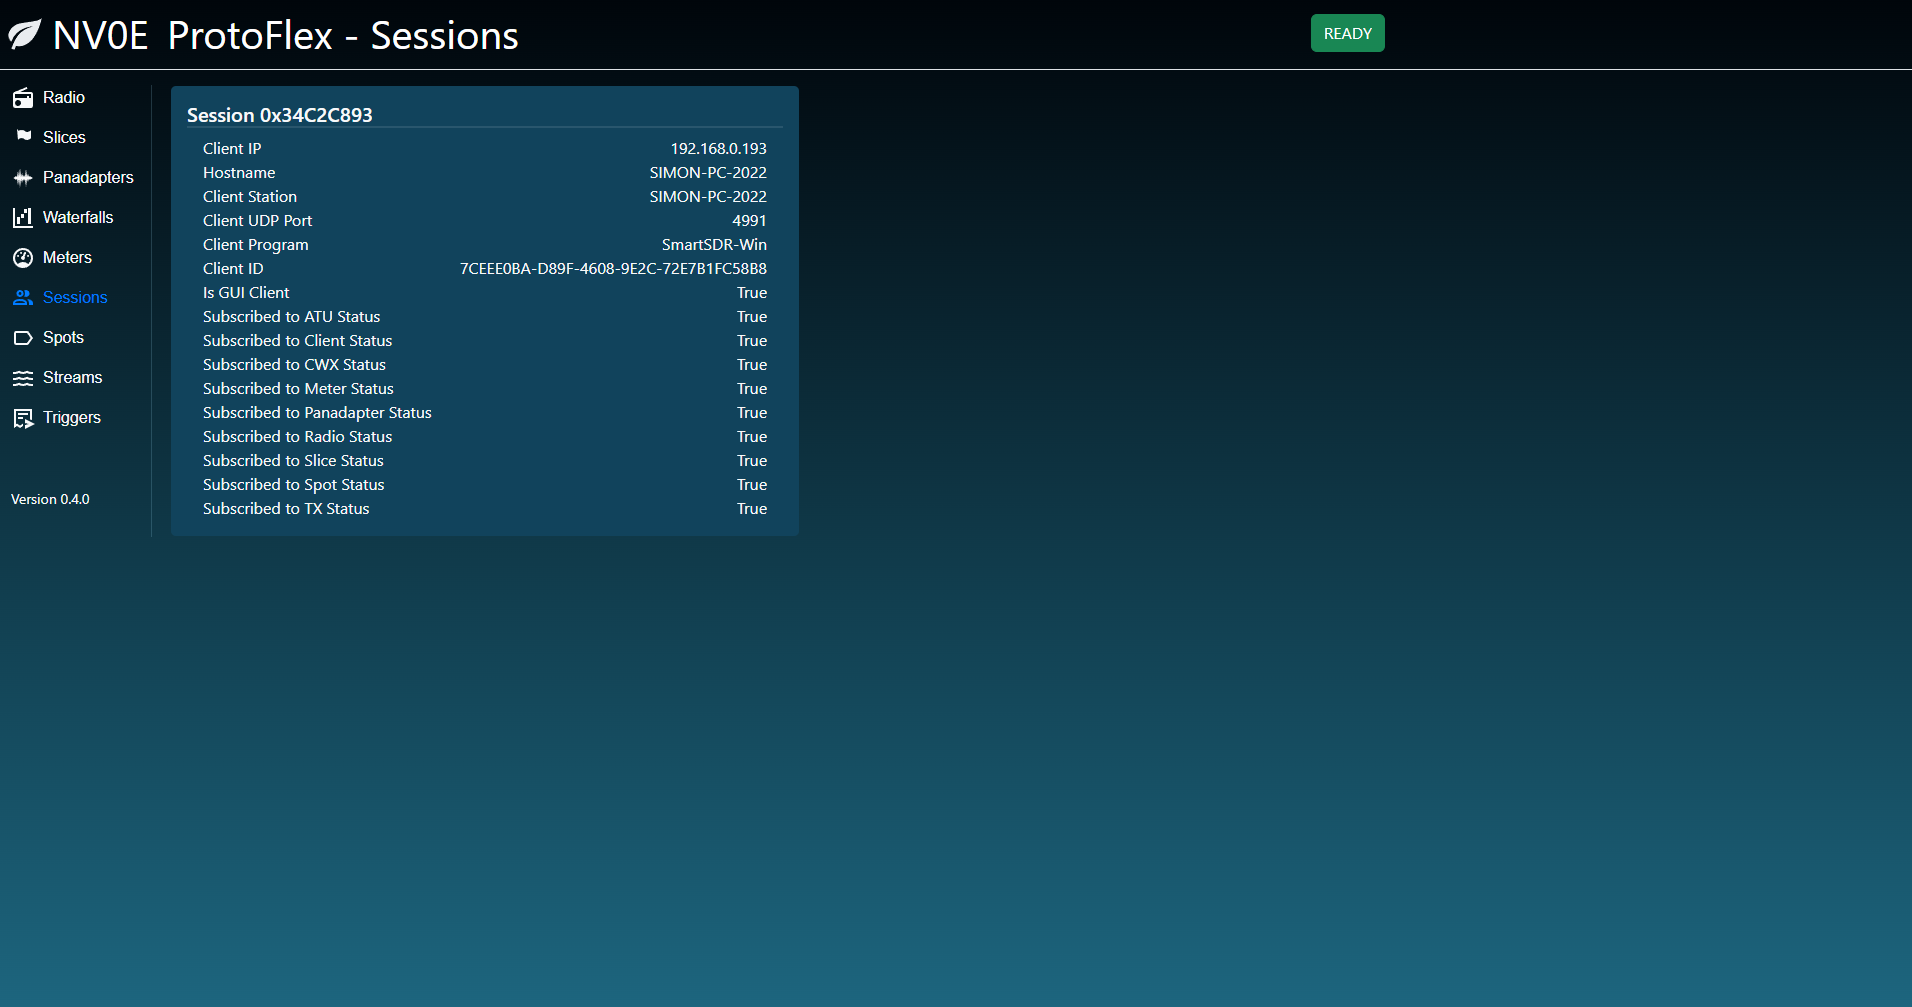 NV0E ProtoFlex - Sessions
READY
Radio
Slices
Panadapters
Waterfalls
Meters
Sessions
Spots
Streams
Triggers
Version 0.4.0
Session 0x34C2C893
Client IP 192.168.0.193
Hostname SIMON-PC-2022
Client Station SIMON-PC-2022
Client UDP Port 4991
Client Program SmartSDR-Win
Client ID 7CEEE0BA-D89F-4608-9E2C-72E7B1FC58B8
Is GUI Client True
Subscribed to ATU Status True
Subscribed to Client Status True
Subscribed to CWX Status True
Subscribed to Meter Status True
Subscribed to Panadapter Status True
Subscribed to Radio Status True
Subscribed to Slice Status True
Subscribed to Spot Status True
Subscribed to TX Status True